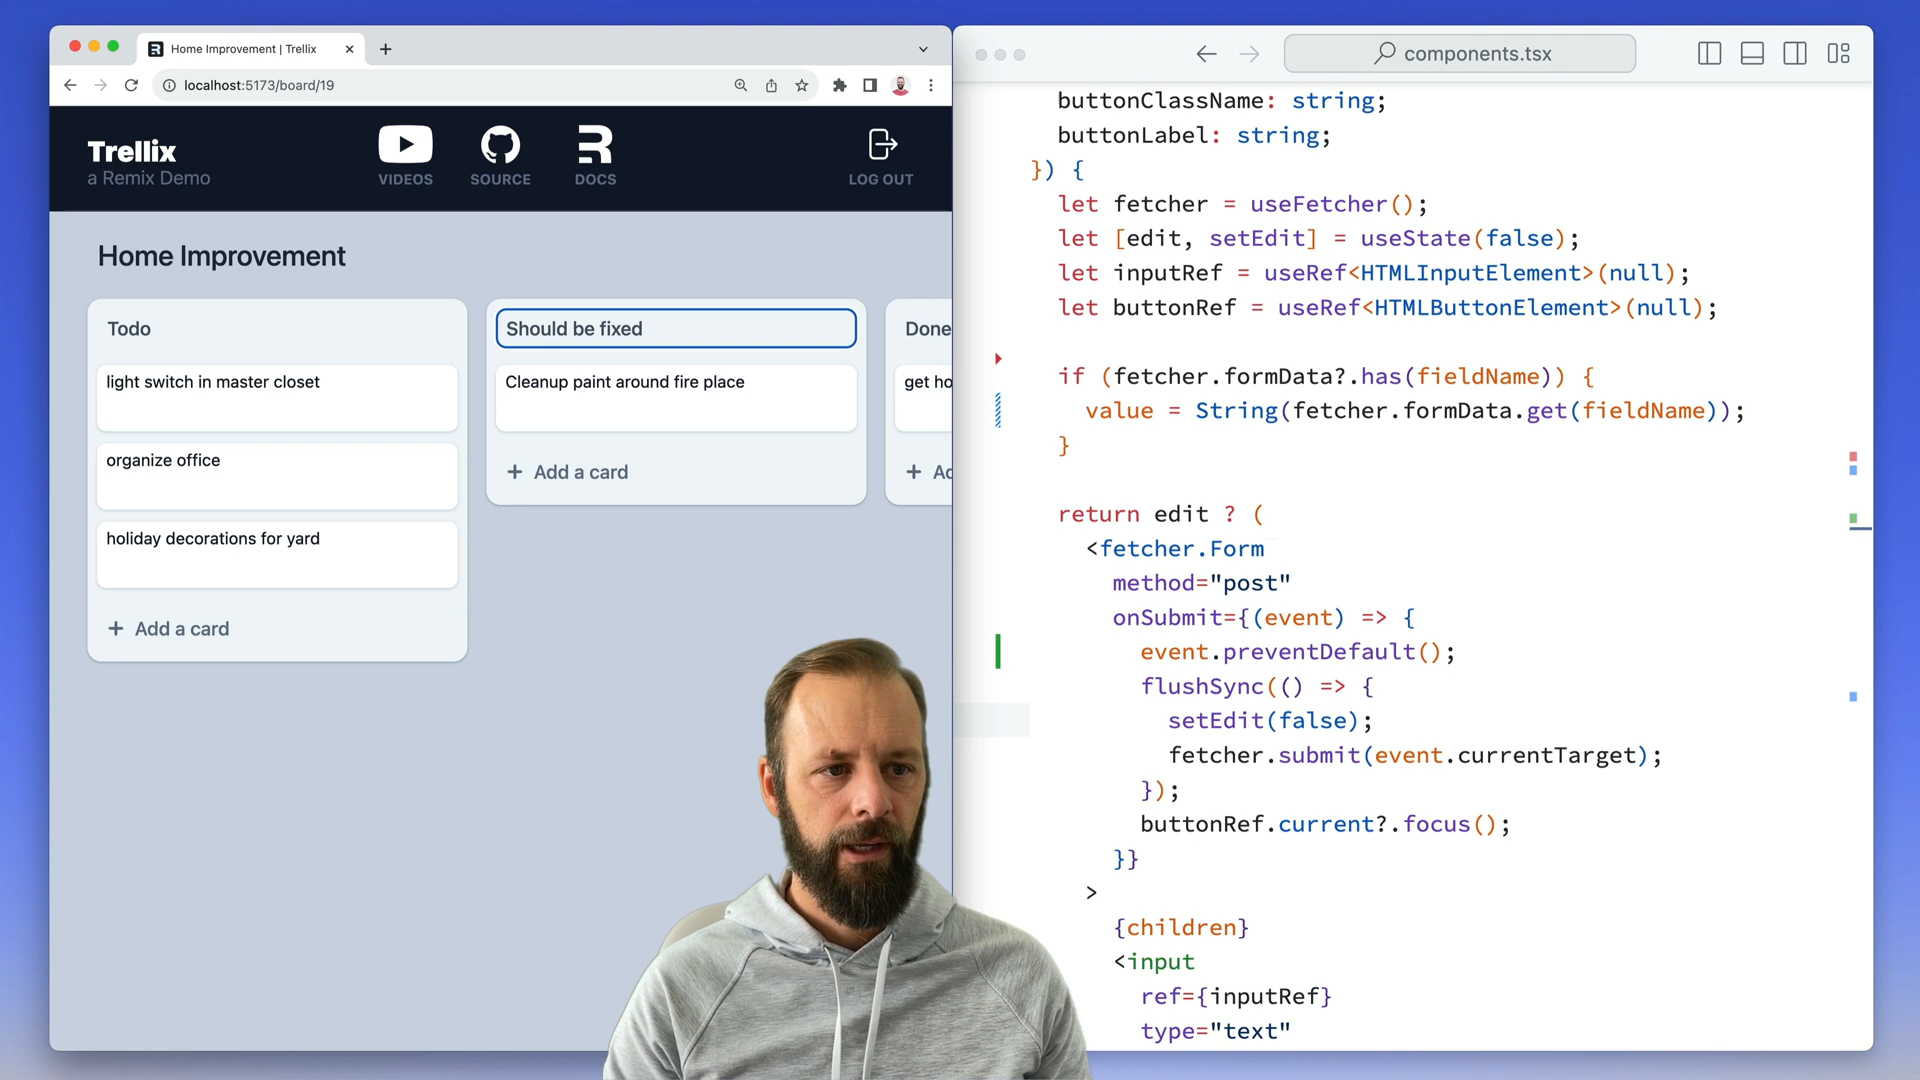 Home Improvement | Trellix
localhost:5173/board/19
Trellix
a Remix Demo
VIDEOS
SOURCE
DOCS
LOG OUT
Home Improvement
Todo
light switch in master closet
organize office
holiday decorations for yard
+ Add a card
Should be fixed
Cleanup paint around fire place
+ Add a card
Done
get ho
+ Ac
components.tsx
buttonClassName: string;
buttonLabel: string;
}) {
let fetcher = useFetcher();
let [edit, setEdit] = useState(false);
let inputRef = useRef<HTMLInputElement>(null);
let buttonRef = useRef<HTMLButtonElement>(null);
if (fetcher.formData?.has(fieldName)) {
value = String(fetcher.formData.get(fieldName));
}
return edit ? (
<fetcher.Form
method="post"
onSubmit={(event) => {
event.preventDefault();
flushSync(() => {
setEdit(false);
fetcher.submit(event.currentTarget);
});
buttonRef.current?.focus();
}}
>
{children}
<input
ref={inputRef}
type="text"